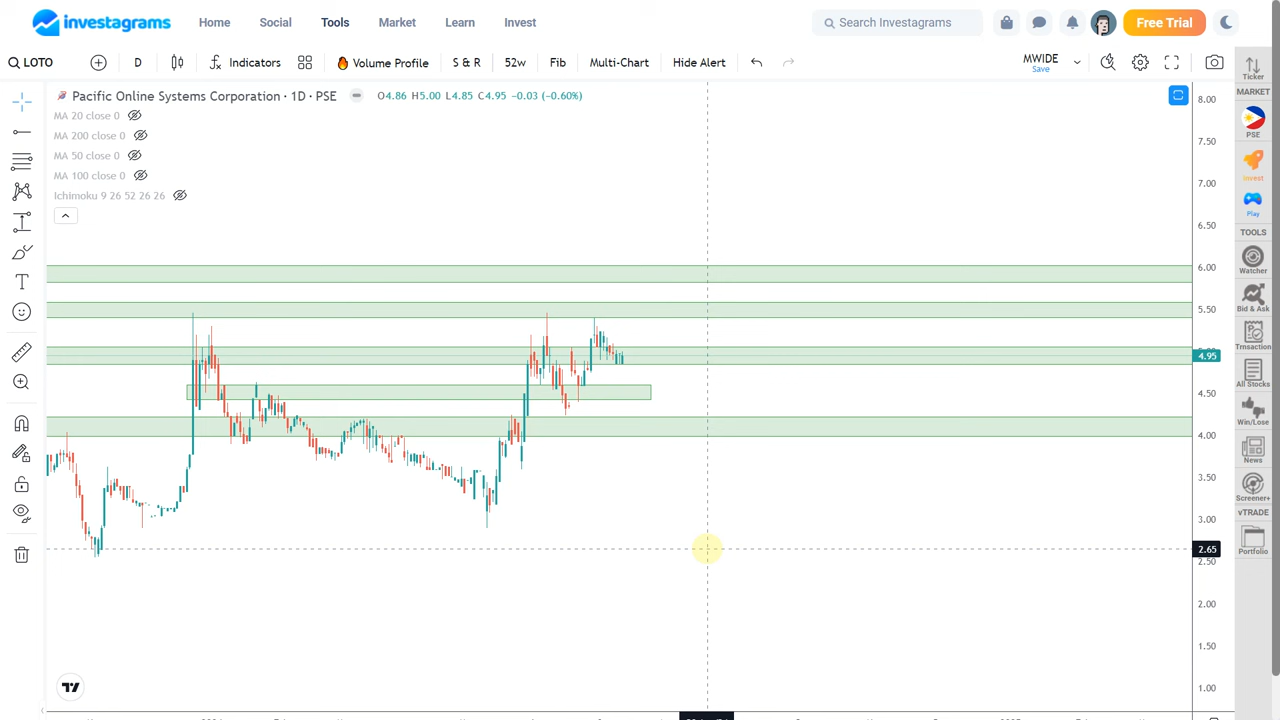 investagrams
Home Social Tools Market Learn Invest
Search Investagrams
Free Trial
LOTO
D
Indicators
Volume Profile
S & R
52w
Fib
Multi-Chart
Hide Alert
MWIDE
Save
Pacific Online Systems Corporation · 1D · PSE
O4.86 H5.00 L4.85 C4.95 -0.03 (-0.60%)
MA 20 close 0
MA 200 close 0
MA 50 close 0
MA 100 close 0
Ichimoku 9 26 52 26 26
8.00
7.50
7.00
6.50
6.00
5.50
4.95
4.50
4.00
3.50
3.00
2.65
2.50
2.00
1.50
1.00
Ticker
MARKET
PSE
Invest
Play
TOOLS
Watcher
Bid & Ask
Trnsaction
All Stocks
Win/Lose
News
Screener+
vTRADE
Portfolio